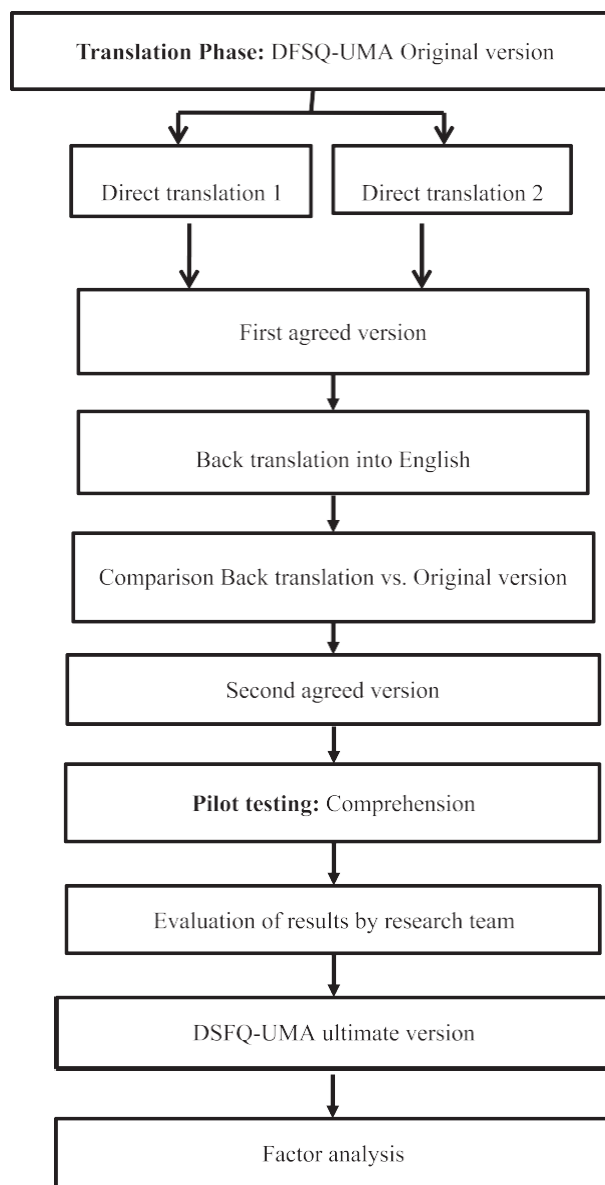 Translation Phase: DFSQ-UMA Original version
Direct translation 1
Direct translation 2
First agreed version
Back translation into English
Comparison Back translation vs. Original version
Second agreed version
Pilot testing: Comprehension
Evaluation of results by research team
DSFQ-UMA ultimate version
Factor analysis